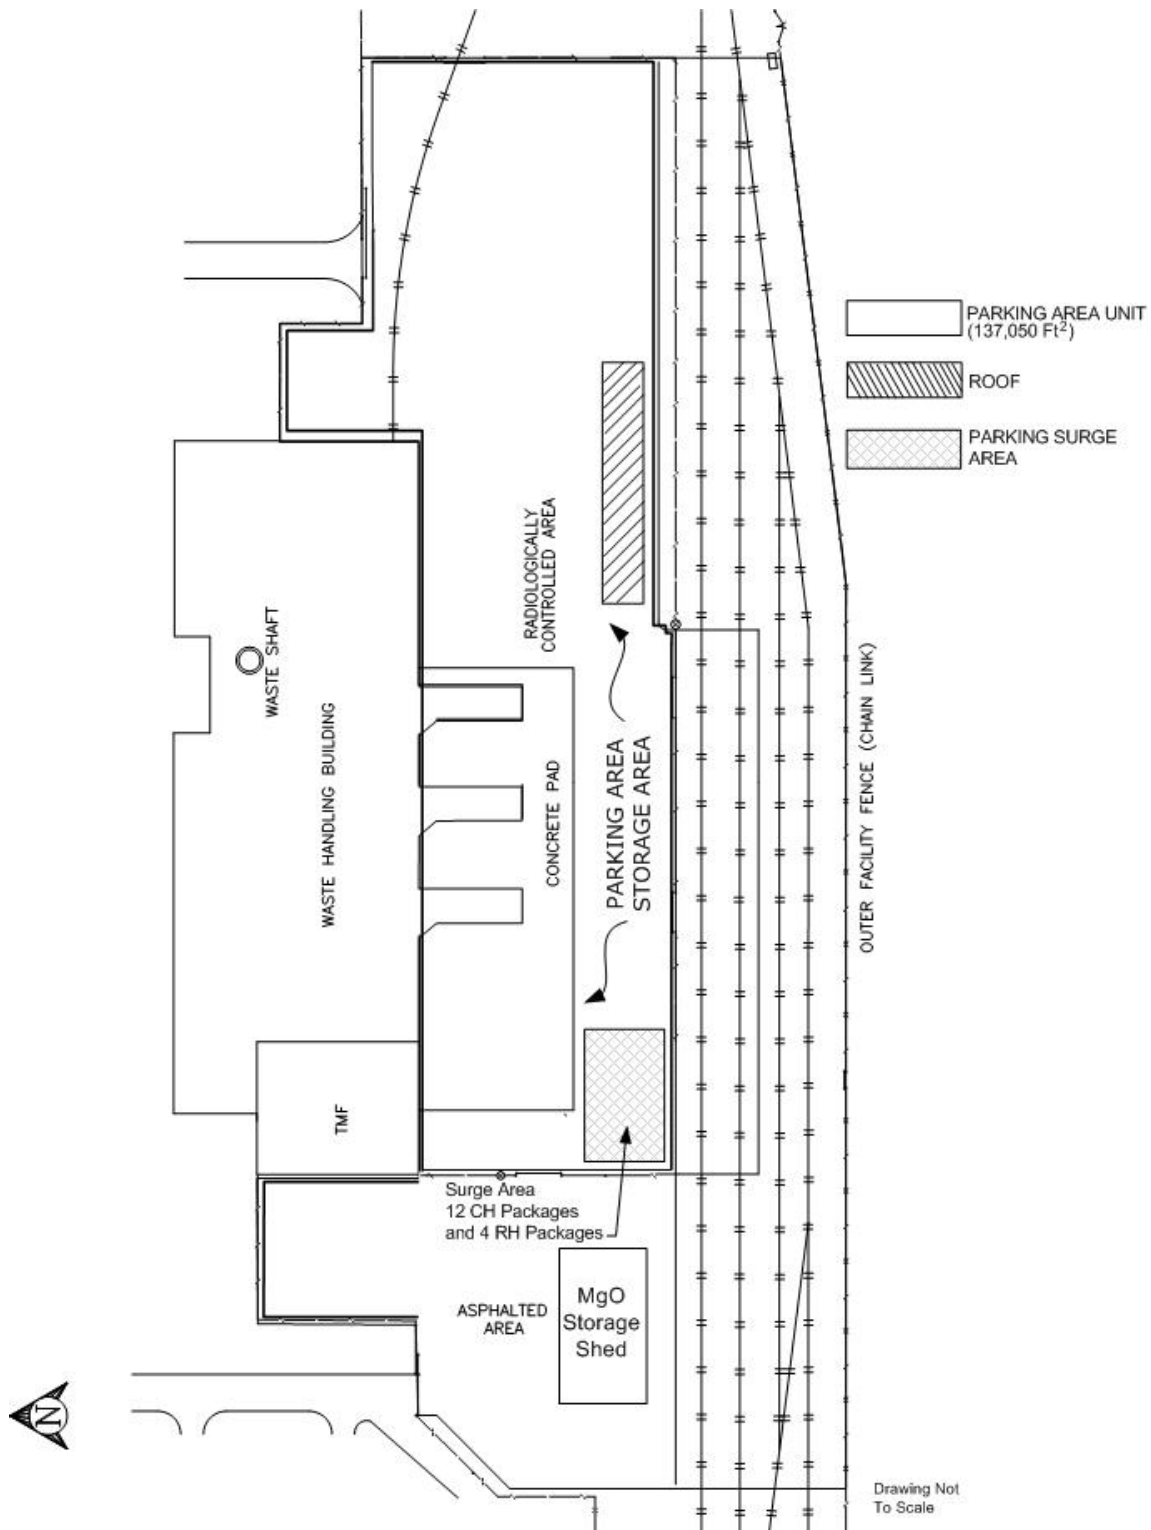 PARKING AREA UNIT
(137,050 Ft²)
ROOF
PARKING SURGE
AREA
RADIOLOGICALLY
CONTROLLED AREA
WASTE SHAFT
WASTE HANDLING BUILDING
CONCRETE PAD
PARKING AREA
STORAGE AREA
OUTER FACILITY FENCE (CHAIN LINK)
TMF
Surge Area
12 CH Packages
and 4 RH Packages
ASPHALTED
AREA
MgO
Storage
Shed
N
Drawing Not
To Scale